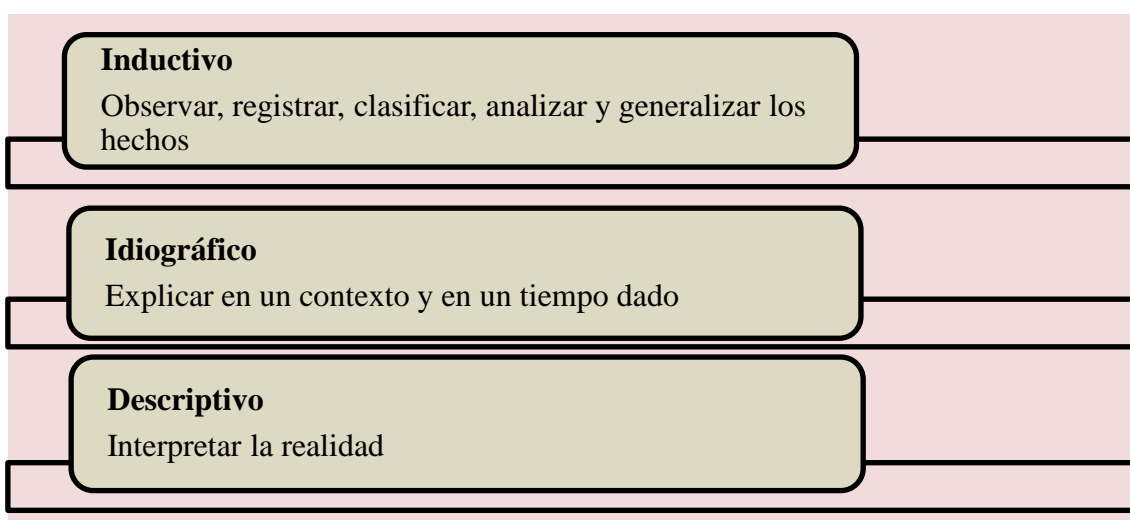 Inductivo
Observar, registrar, clasificar, analizar y generalizar los
hechos
Idiográfico
Explicar en un contexto y en un tiempo dado
Descriptivo
Interpretar la realidad